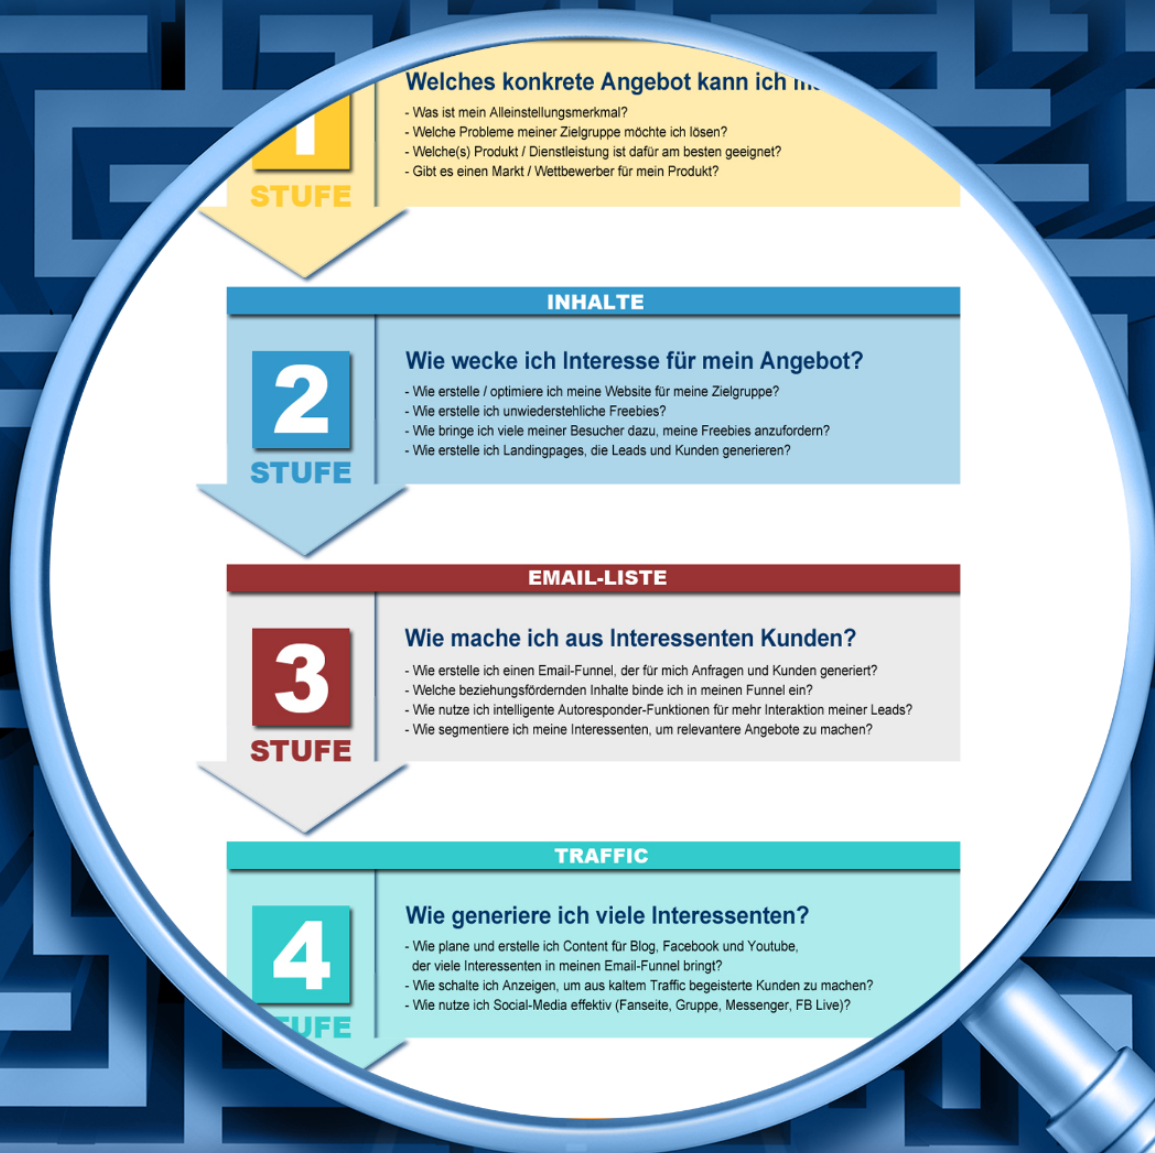 Welches konkrete Angebot kann ich
- Was ist mein Alleinstellungsmerkmal?
- Welche Probleme meiner Zielgruppe möchte ich lösen?
- Welche(s) Produkt / Dienstleistung ist dafür am besten geeignet?
- Gibt es einen Markt / Wettbewerber für mein Produkt?
1
STUFE
INHALTE
2
STUFE
Wie wecke ich Interesse für mein Angebot?
- Wie erstelle / optimiere ich meine Website für meine Zielgruppe?
- Wie erstelle ich unwiederstehliche Freebies?
- Wie bringe ich viele meiner Besucher dazu, meine Freebies anzufordern?
- Wie erstelle ich Landingpages, die Leads und Kunden generieren?
EMAIL-LISTE
3
STUFE
Wie mache ich aus Interessenten Kunden?
- Wie erstelle ich einen Email-Funnel, der für mich Anfragen und Kunden generiert?
- Welche beziehungsfördernden Inhalte binde ich in meinen Funnel ein?
- Wie nutze ich intelligente Autoresponder-Funktionen für mehr Interaktion meiner Leads?
- Wie segmentiere ich meine Interessenten, um relevantere Angebote zu machen?
TRAFFIC
4
STUFE
Wie generiere ich viele Interessenten?
- Wie plane und erstelle ich Content für Blog, Facebook und Youtube,
der viele Interessenten in meinen Email-Funnel bringt?
- Wie schalte ich Anzeigen, um aus kaltem Traffic begeisterte Kunden zu machen?
- Wie nutze ich Social-Media effektiv (Fanseite, Gruppe, Messenger, FB Live)?